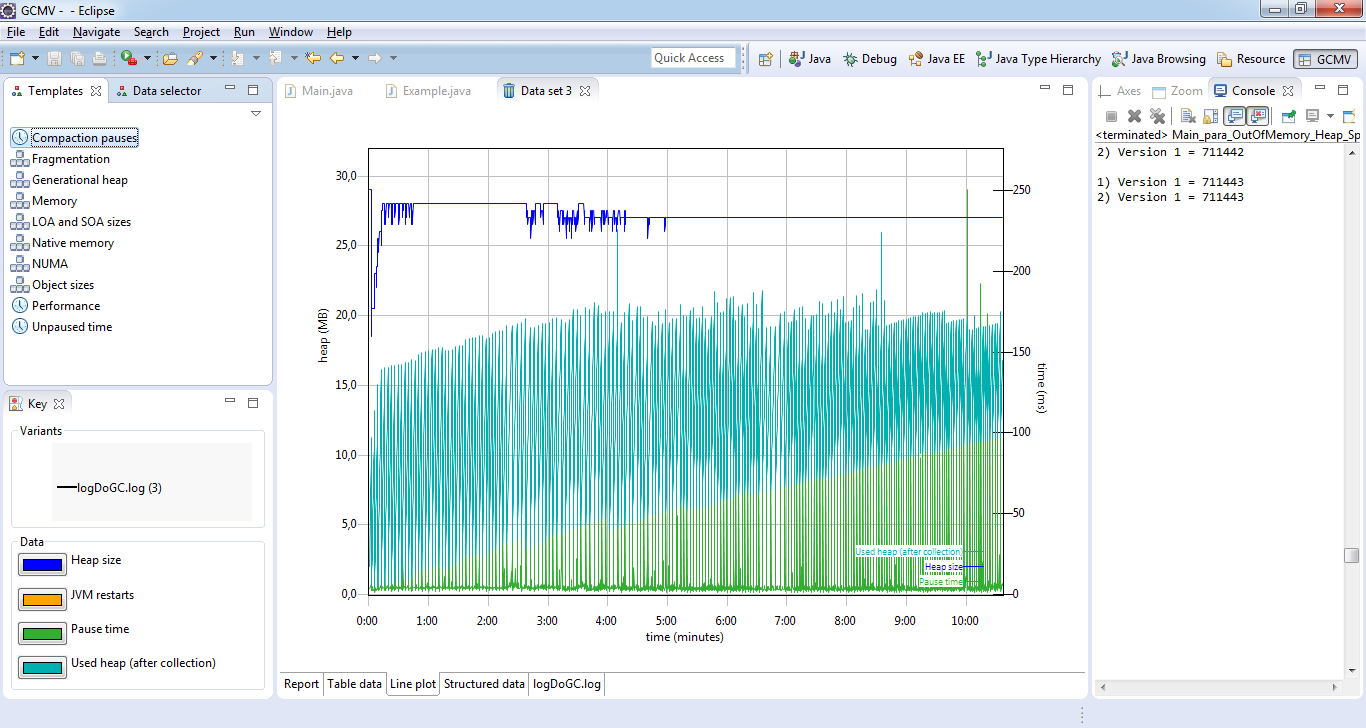 GCMV - - Eclipse
File Edit Navigate Search Project Run Window Help
Quick Access
Java Debug Java EE Java Type Hierarchy Java Browsing Resource GCMV
Templates Data selector
Compaction pauses
Fragmentation
Generational heap
Memory
LOA and SOA sizes
Native memory
NUMA
Object sizes
Performance
Unpaused time
Key
Variants
logDoGC.log (3)
Data
Heap size
JVM restarts
Pause time
Used heap (after collection)
Main.java Example.java Data set 3
heap (MB)
30,0
25,0
20,0
15,0
10,0
5,0
0,0
250
200
150
100
50
0
time (ms)
Used heap (after collection)
Heap size
Pause time
0:00 1:00 2:00 3:00 4:00 5:00 6:00 7:00 8:00 9:00 10:00
time (minutes)
Report Table data Line plot Structured data logDoGC.log
Axes Zoom Console
<terminated> Main_para_OutOfMemory_Heap_Sp
2) Version 1 = 711442
1) Version 1 = 711443
2) Version 1 = 711443